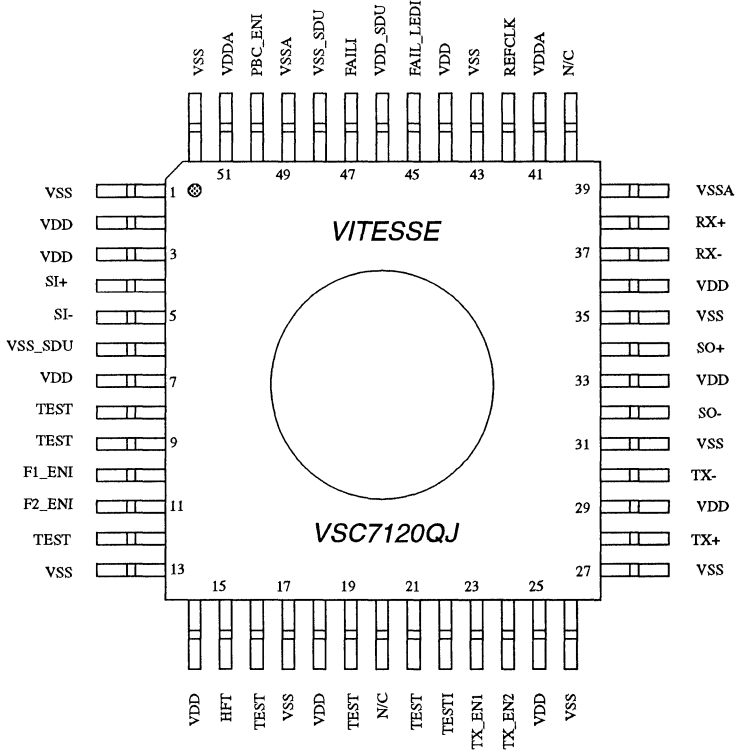 VSS VDDA PBC_ENI VSSA VSS_SDU FAILI VDD_SDU FAIL_LEDI VDD VSS REFCLK VDDA N/C
51 49 47 45 43 41
VSS 1 39 VSSA
VDD RX+
VITESSE
VDD 3 37 RX-
SI+ VDD
SI- 5 35 VSS
VSS_SDU SO+
VDD 7 33 VDD
TEST SO-
TEST 9 31 VSS
F1_ENI TX-
F2_ENI 11 29 VDD
VSC7120QJ
TEST TX+
VSS 13 27 VSS
15 17 19 21 23 25
VDD HFT TEST VSS VDD TEST N/C TEST TESTI TX_EN1 TX_EN2 VDD VSS